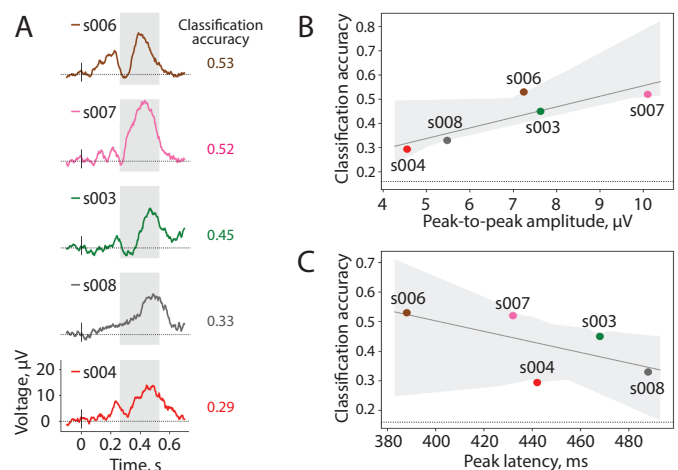 A
Classification
accuracy
s006
0.53
s007
0.52
s003
0.45
s008
0.33
s004
0.29
Voltage, μV
20
10
0
0 0.2 0.4 0.6
Time, s
B
Classification accuracy
0.8
0.7
0.6
0.5
0.4
0.3
0.2
s006
s007
s008
s003
s004
4 5 6 7 8 9 10
Peak-to-peak amplitude, μV
C
Classification accuracy
0.7
0.6
0.5
0.4
0.3
0.2
s006
s007
s003
s004
s008
380 400 420 440 460 480
Peak latency, ms